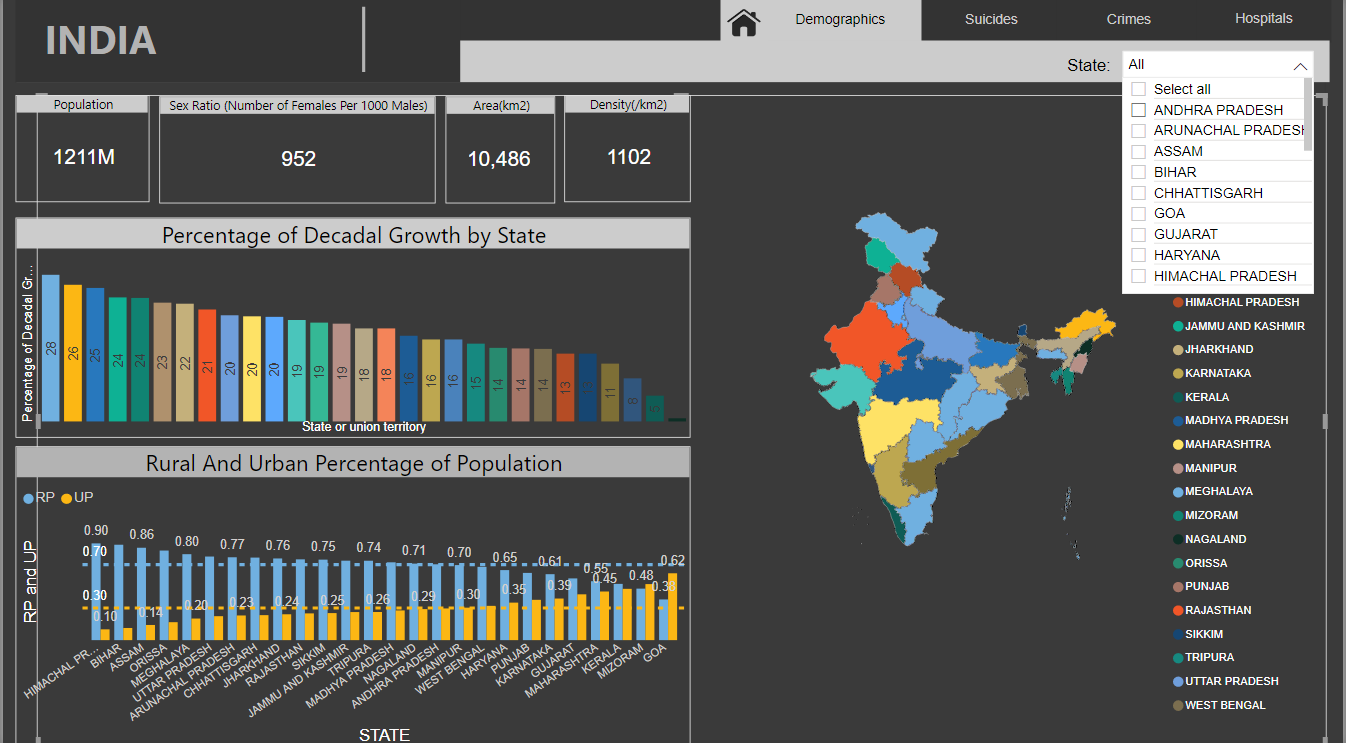 INDIA
Demographics
Suicides
Crimes
Hospitals
State:
All
Select all
ANDHRA PRADESH
ARUNACHAL PRADESH
ASSAM
BIHAR
CHHATTISGARH
GOA
GUJARAT
HARYANA
HIMACHAL PRADESH
Population
1211M
Sex Ratio (Number of Females Per 1000 Males)
952
Area(km2)
10,486
Density(/km2)
1102
Percentage of Decadal Growth by State
Percentage of Decadal Gr...
28
26
25
24
24
23
22
21
20
20
20
19
19
19
18
18
16
16
16
15
14
14
14
13
11
8
5
State or union territory
Rural And Urban Percentage of Population
RP
UP
RP and UP
0.90
0.86
0.80
0.77
0.76
0.75
0.74
0.71
0.70
0.65
0.61
0.55
0.48
0.62
0.70
0.30
0.10
0.14
0.20
0.23
0.24
0.25
0.26
0.29
0.30
0.35
0.39
0.45
0.38
HIMACHAL PR...
BIHAR
ASSAM
ORISSA
MEGHALAYA
UTTAR PRADESH
ARUNACHAL PRADESH
CHHATTISGARH
JHARKHAND
RAJASTHAN
SIKKIM
JAMMU AND KASHMIR
TRIPURA
MADHYA PRADESH
NAGALAND
ANDHRA PRADESH
MANIPUR
WEST BENGAL
HARYANA
PUNJAB
KARNATAKA
GUJARAT
MAHARASHTRA
KERALA
MIZORAM
GOA
STATE
HIMACHAL PRADESH
JAMMU AND KASHMIR
JHARKHAND
KARNATAKA
KERALA
MADHYA PRADESH
MAHARASHTRA
MANIPUR
MEGHALAYA
MIZORAM
NAGALAND
ORISSA
PUNJAB
RAJASTHAN
SIKKIM
TRIPURA
UTTAR PRADESH
WEST BENGAL